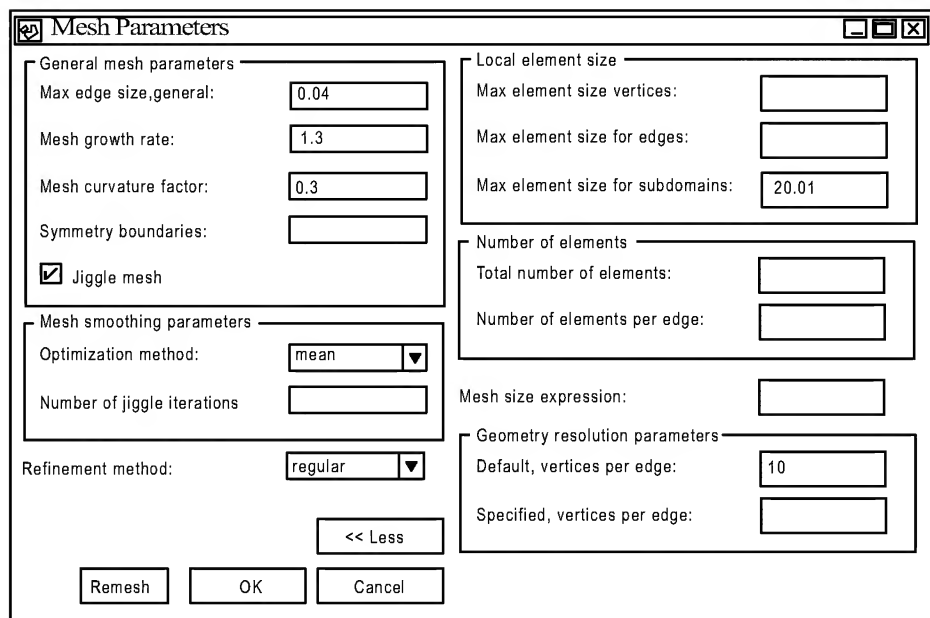 Mesh Parameters
General mesh parameters
Max edge size,general: 0.04
Mesh growth rate: 1.3
Mesh curvature factor: 0.3
Symmetry boundaries:
Jiggle mesh
Mesh smoothing parameters
Optimization method: mean
Number of jiggle iterations
Refinement method: regular
<< Less
Remesh OK Cancel
Local element size
Max element size vertices:
Max element size for edges:
Max element size for subdomains: 20.01
Number of elements
Total number of elements:
Number of elements per edge:
Mesh size expression:
Geometry resolution parameters
Default, vertices per edge: 10
Specified, vertices per edge: